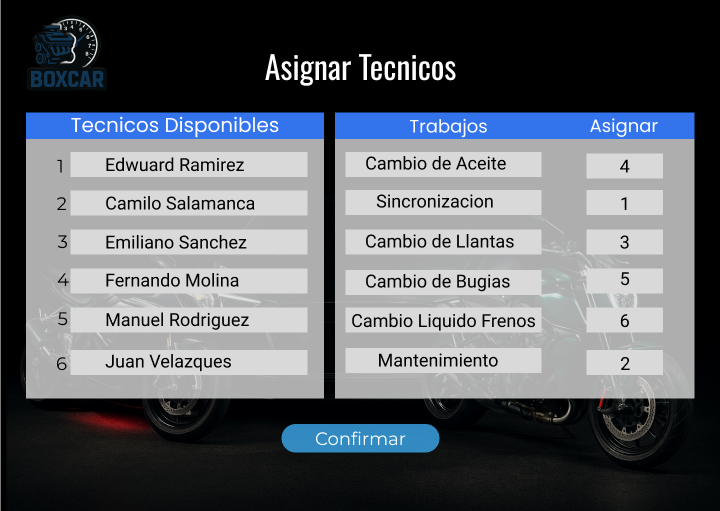 BOXCAR
Asignar Tecnicos
Tecnicos Disponibles
Trabajos Asignar
1 Edwuard Ramirez
Cambio de Aceite 4
2 Camilo Salamanca
Sincronizacion 1
3 Emiliano Sanchez
Cambio de Llantas 3
4 Fernando Molina
Cambio de Bugias 5
5 Manuel Rodriguez
Cambio Liquido Frenos 6
6 Juan Velazques
Mantenimiento 2
Confirmar